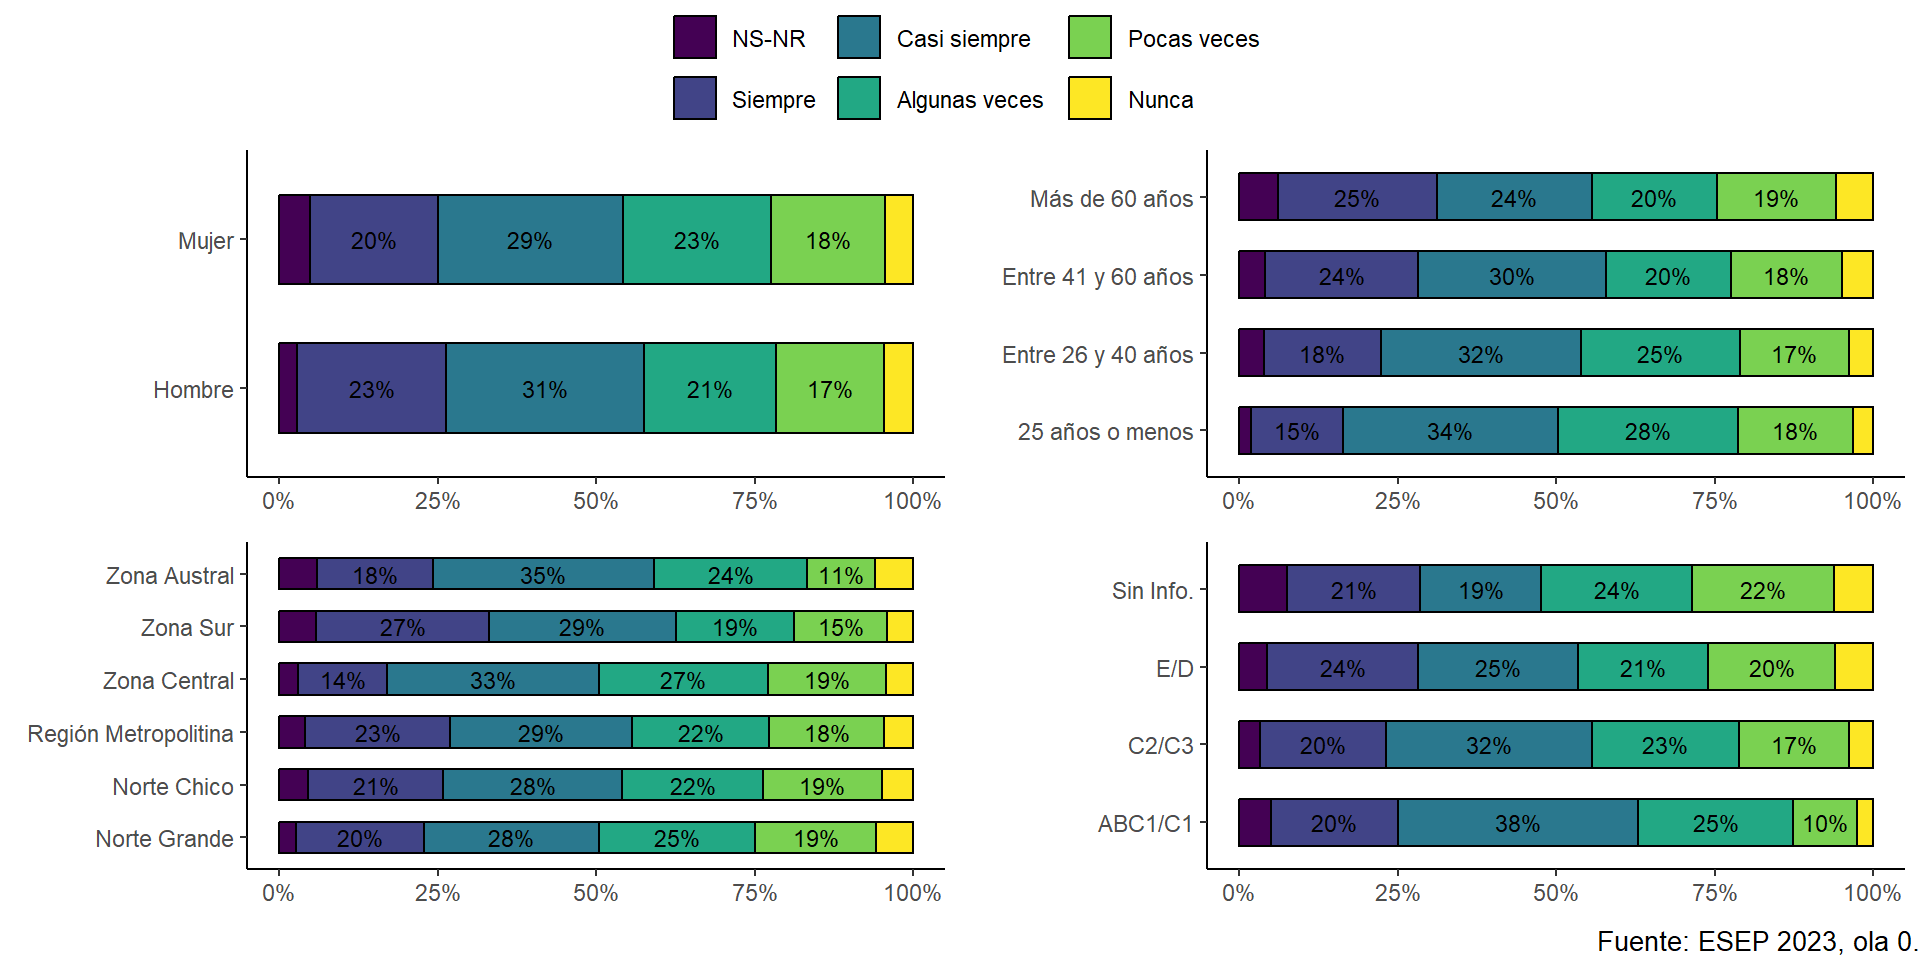 NS-NR Casi siempre Pocas veces
Siempre Algunas veces Nunca
Mujer 20% 29% 23% 18%
Hombre 23% 31% 21% 17%
0% 25% 50% 75% 100%
Más de 60 años 25% 24% 20% 19%
Entre 41 y 60 años 24% 30% 20% 18%
Entre 26 y 40 años 18% 32% 25% 17%
25 años o menos 15% 34% 28% 18%
0% 25% 50% 75% 100%
Zona Austral 18% 35% 24% 11%
Zona Sur 27% 29% 19% 15%
Zona Central 14% 33% 27% 19%
Región Metropolitina 23% 29% 22% 18%
Norte Chico 21% 28% 22% 19%
Norte Grande 20% 28% 25% 19%
0% 25% 50% 75% 100%
Sin Info. 21% 19% 24% 22%
E/D 24% 25% 21% 20%
C2/C3 20% 32% 23% 17%
ABC1/C1 20% 38% 25% 10%
0% 25% 50% 75% 100%
Fuente: ESEP 2023, ola 0.